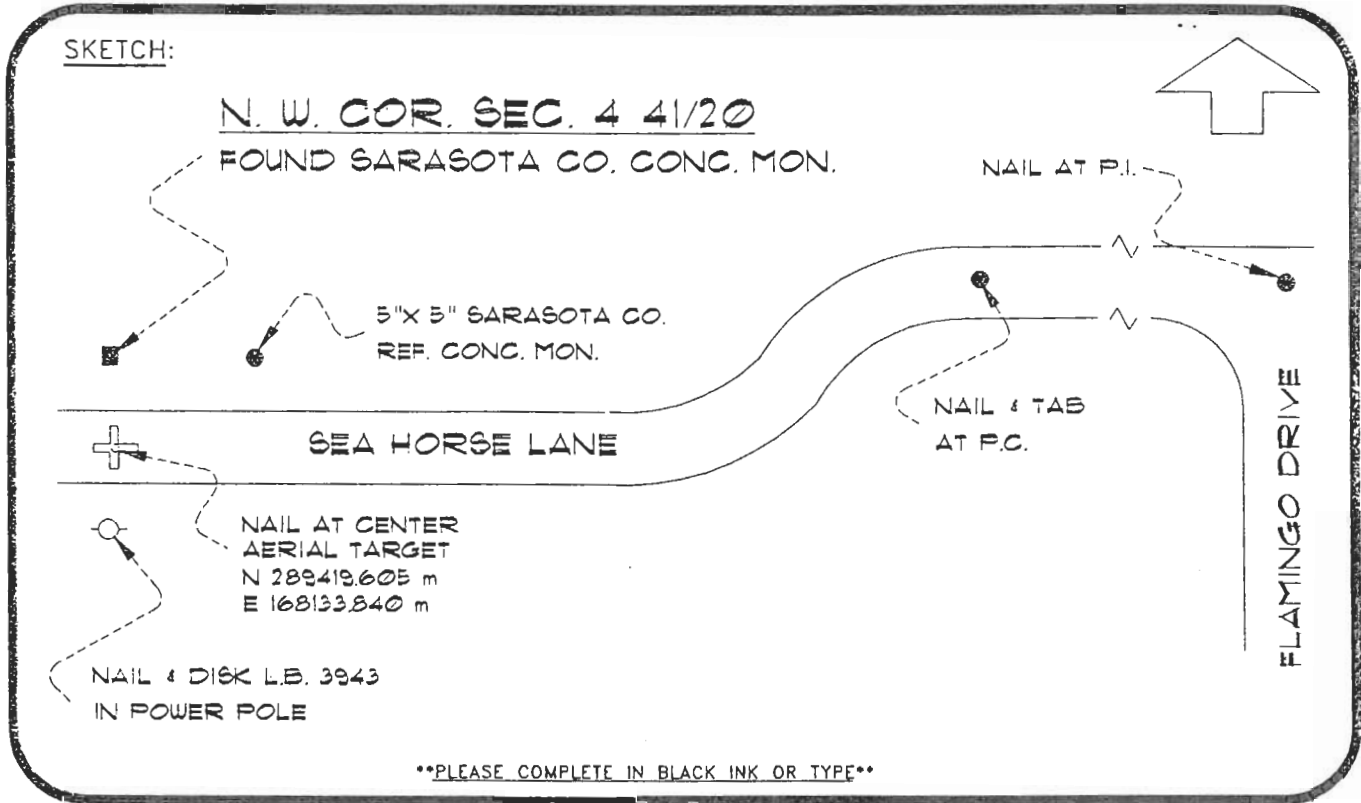 SKETCH:
N. W. COR. SEC. 4 41/20
FOUND SARASOTA CO. CONC. MON.
NAIL AT P.I.
5"X 5" SARASOTA CO.
REF. CONC. MON.
NAIL & TAB
AT P.C.
SEA HORSE LANE
FLAMINGO DRIVE
NAIL AT CENTER
AERIAL TARGET
N 289419.605 m
E 168133.840 m
NAIL & DISK L.B. 3943
IN POWER POLE
**PLEASE COMPLETE IN BLACK INK OR TYPE**